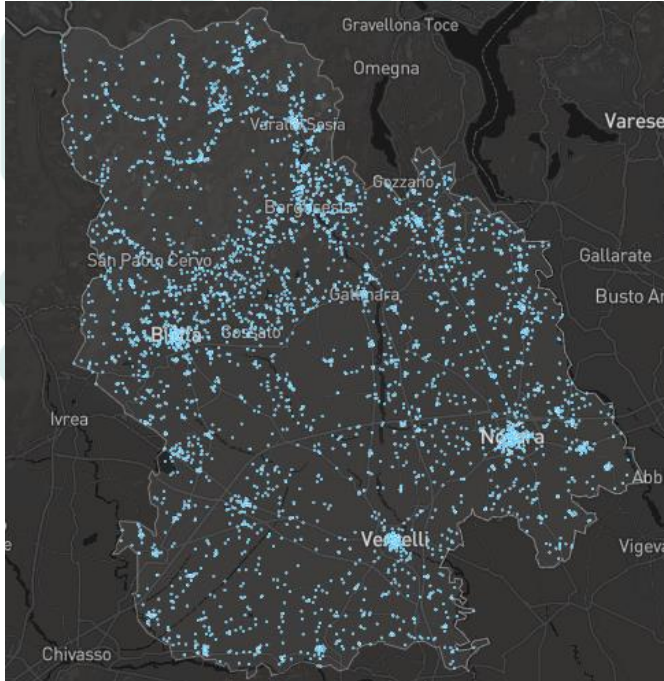 Gravellona Toce
Omegna
Varese
Varallo Sesia
Gozzano
Borgosesia
San Paolo Cervo
Gallarate
Gattinara
Busto Ar
Biella
Cossato
Ivrea
Novara
Abb
Vercelli
Vigeva
Chivasso